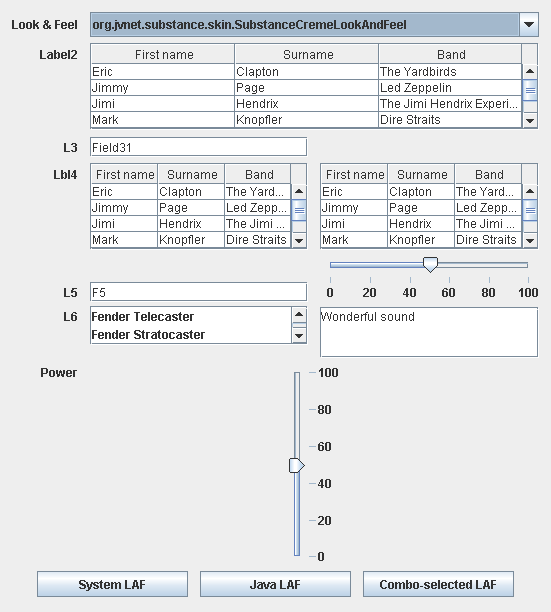 Look & Feel org.jvnet.substance.skin.SubstanceCremeLookAndFeel
Label2 First name Surname Band
Eric Clapton The Yardbirds
Jimmy Page Led Zeppelin
Jimi Hendrix The Jimi Hendrix Experi...
Mark Knopfler Dire Straits
L3 Field31
Lbl4 First name Surname Band First name Surname Band
Eric Clapton The Yard... Eric Clapton The Yard...
Jimmy Page Led Zepp... Jimmy Page Led Zepp...
Jimi Hendrix The Jimi ... Jimi Hendrix The Jimi ...
Mark Knopfler Dire Straits Mark Knopfler Dire Straits
0 20 40 60 80 100
L5 F5
L6 Fender Telecaster Wonderful sound
Fender Stratocaster
Power 100
80
60
40
20
0
System LAF Java LAF Combo-selected LAF